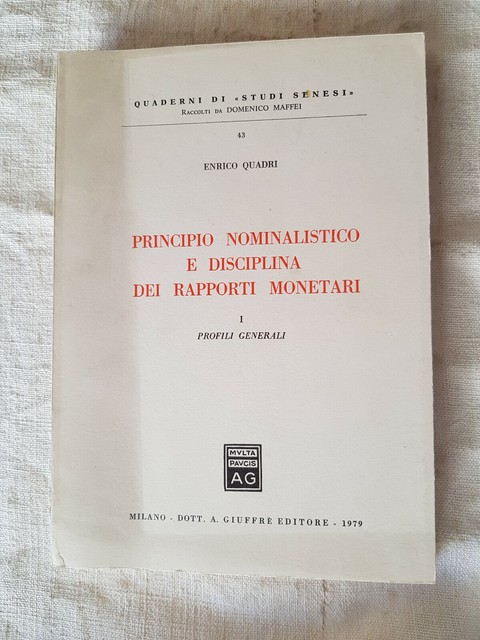 QUADERNI DI «STUDI SENESI»
RACCOLTI DA DOMENICO MAFFEI
43
ENRICO QUADRI
PRINCIPIO NOMINALISTICO
E DISCIPLINA
DEI RAPPORTI MONETARI
I
PROFILI GENERALI
MVLTA
PAVCIS
AG
MILANO - DOTT. A. GIUFFRÈ EDITORE - 1979